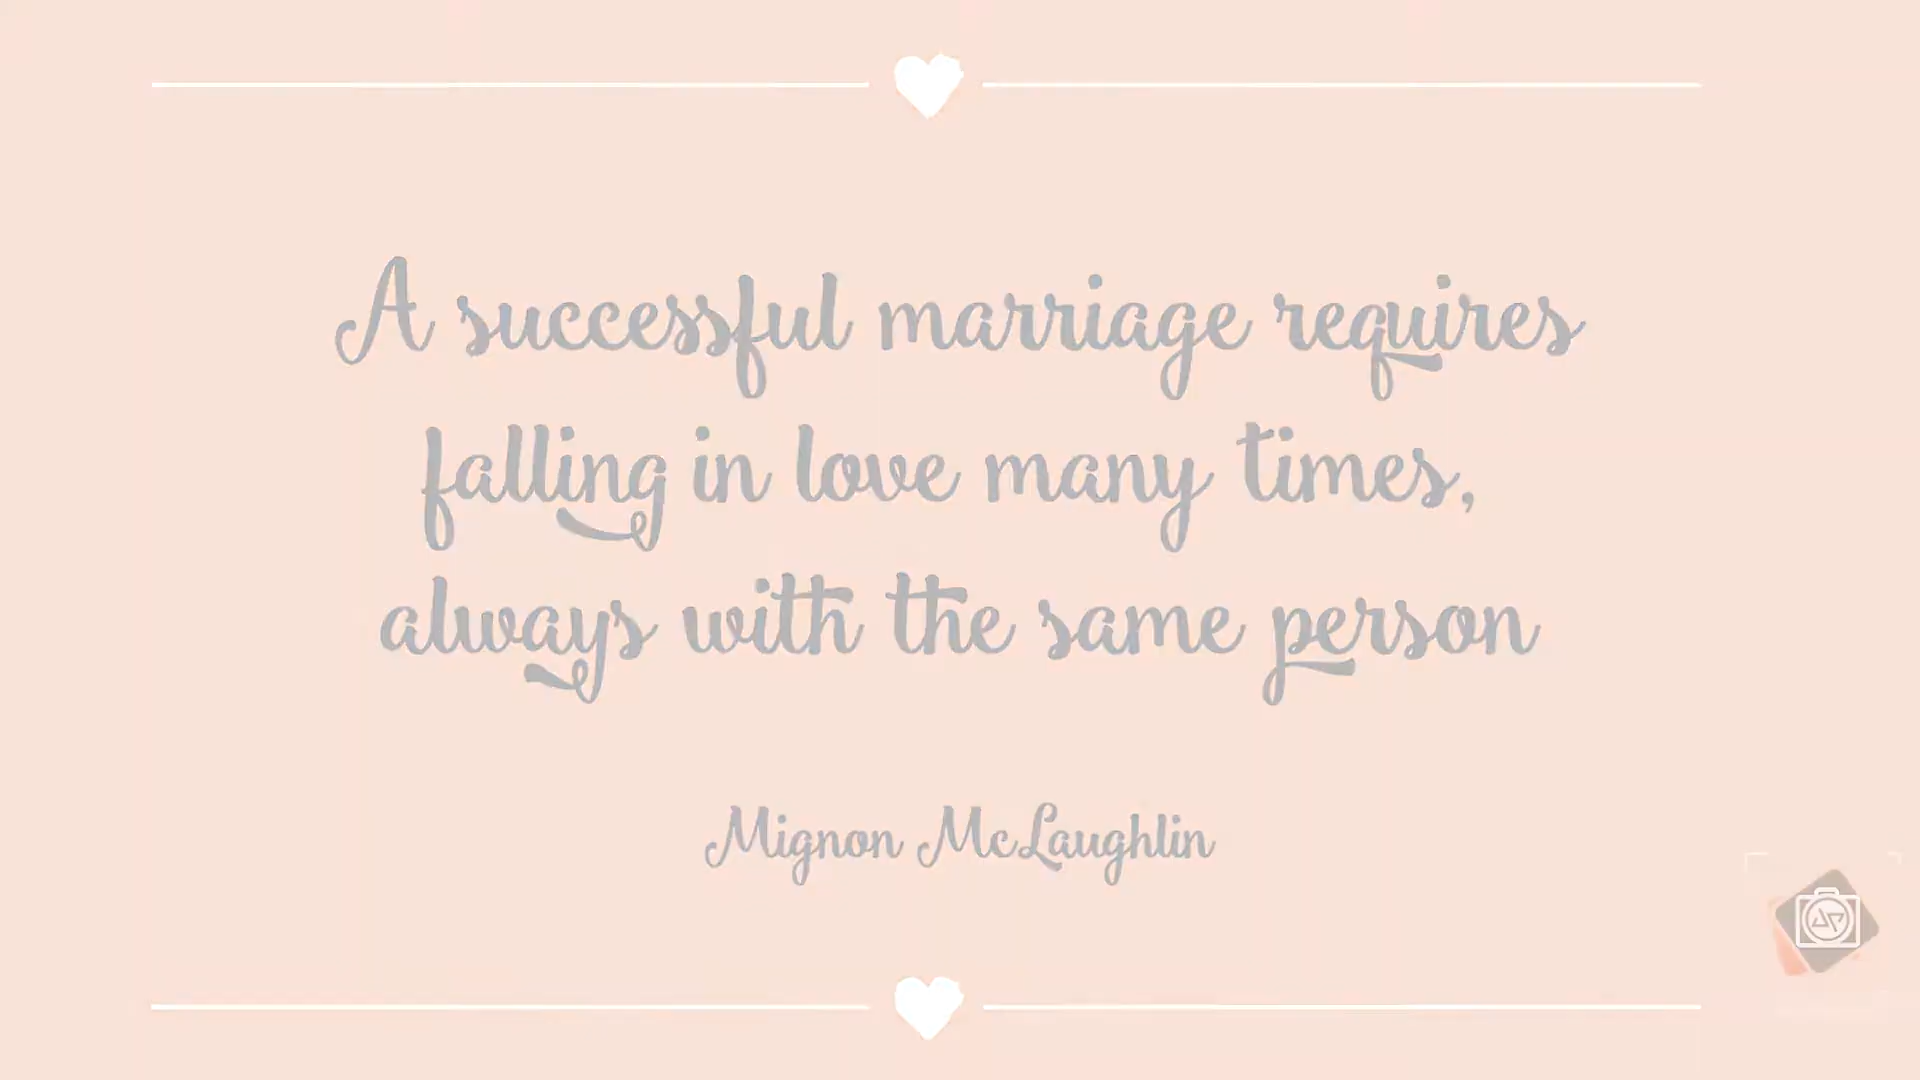 A successful marriage requires
falling in love many times,
always with the same person
Mignon McLaughlin